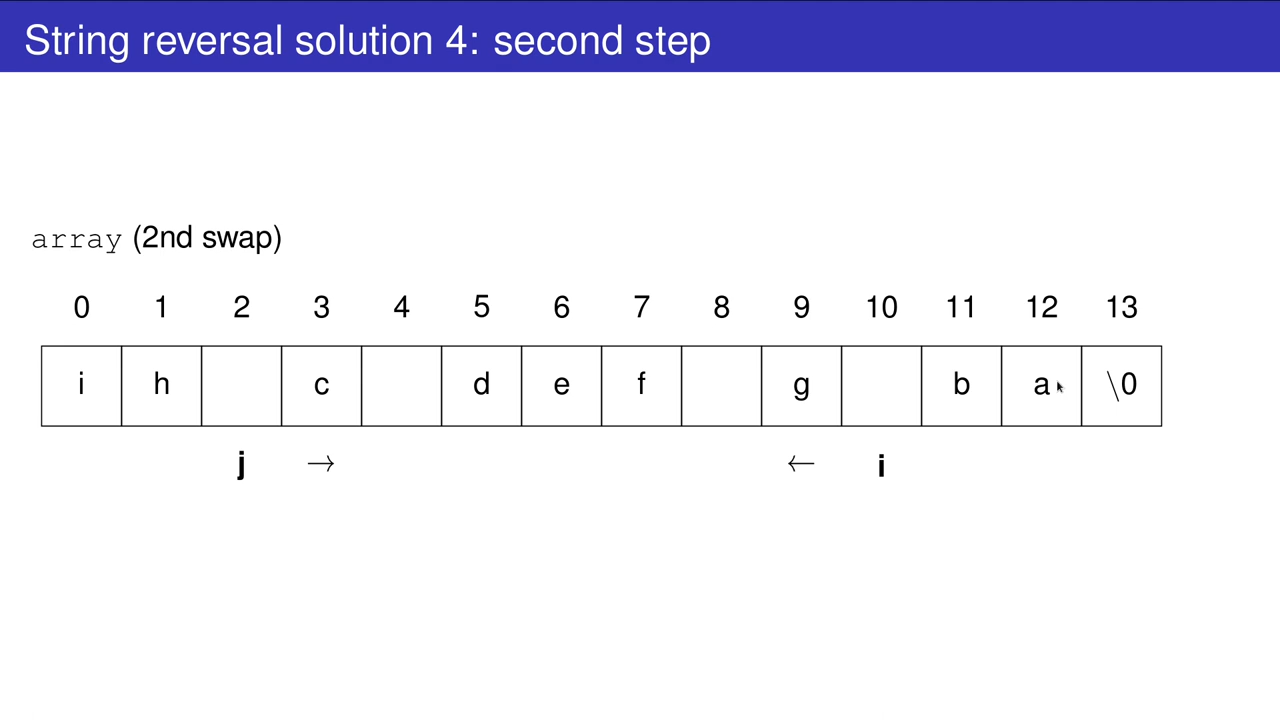 String reversal solution 4: second step
array (2nd swap)
0 1 2 3 4 5 6 7 8 9 10 11 12 13
i h c d e f g b a \0
j → ← i